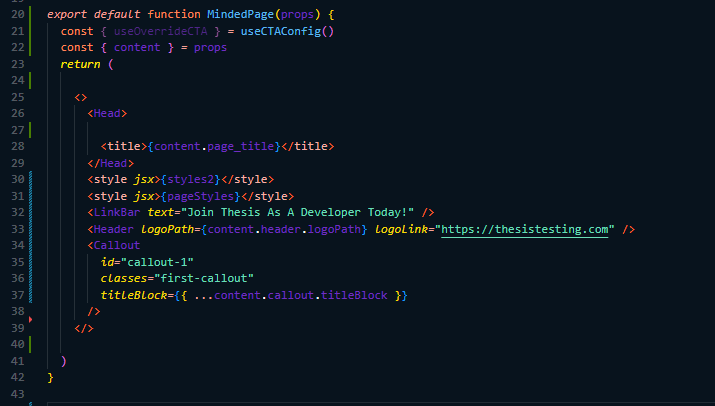 20 export default function MindedPage(props) {
21 const { useOverrideCTA } = useCTAConfig()
22 const { content } = props
23 return (
24
25 <>
26 <Head>
27
28 <title>{content.page_title}</title>
29 </Head>
30 <style jsx>{styles2}</style>
31 <style jsx>{pageStyles}</style>
32 <LinkBar text="Join Thesis As A Developer Today!" />
33 <Header logoPath={content.header.logoPath} logoLink="https://thesistesting.com" />
34 <Callout
35 id="callout-1"
36 classes="first-callout"
37 titleBlock={{ ...content.callout.titleBlock }}
38 />
39 </>
40
41 )
42 }
43